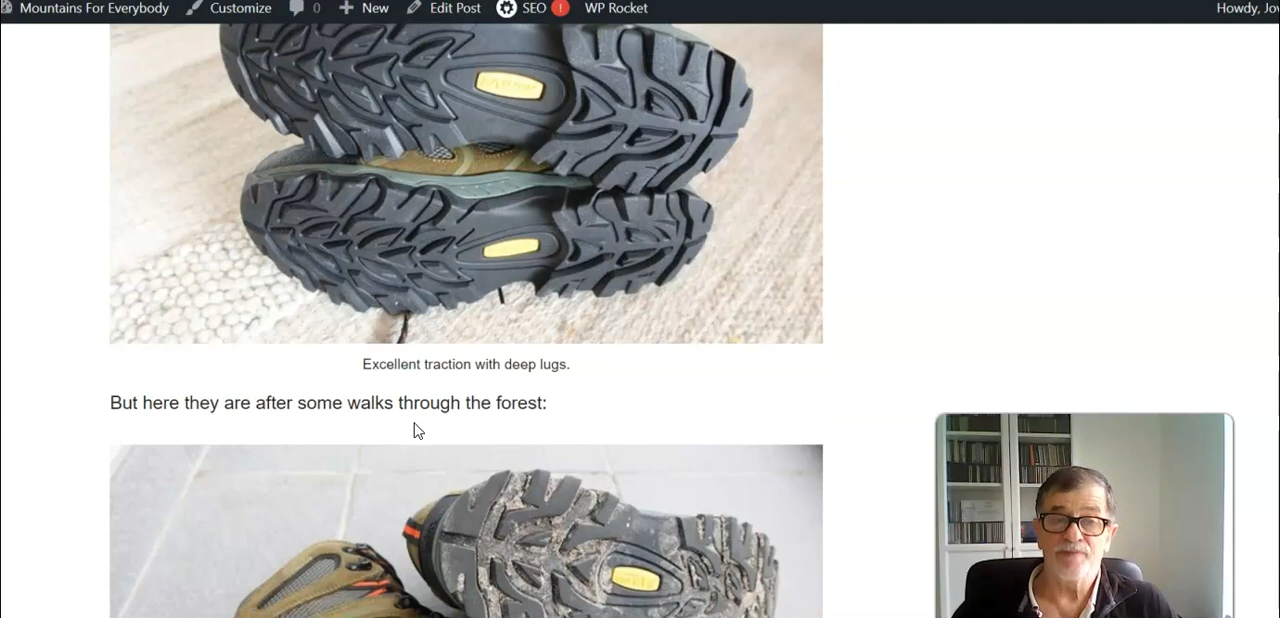 Mountains For Everybody Customize 0 New Edit Post SEO ! WP Rocket Howdy, Jov
Excellent traction with deep lugs.
But here they are after some walks through the forest: